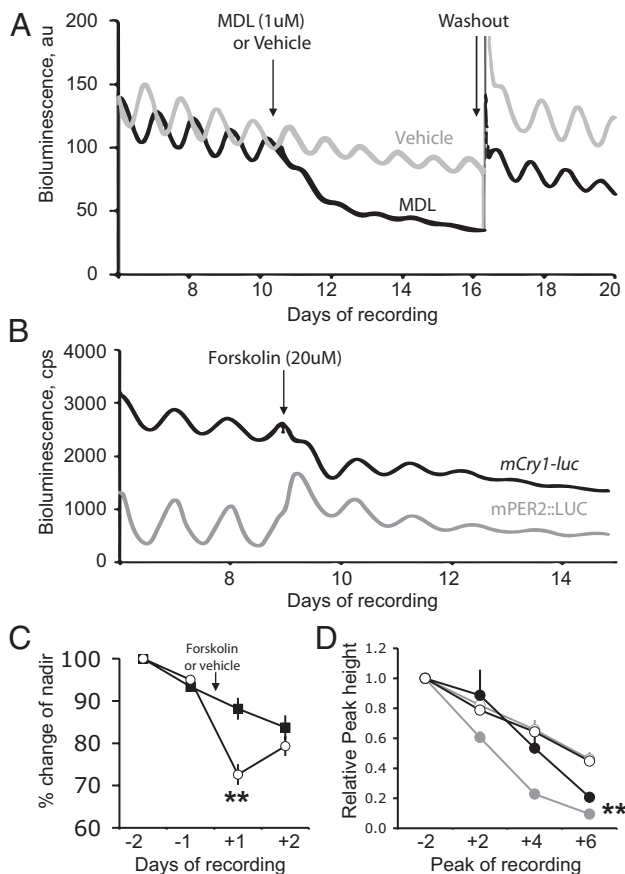 A
MDL (1uM)
or Vehicle
Washout
Bioluminescence, au
200
150
100
50
0
Vehicle
MDL
8 10 12 14 16 18 20
Days of recording
B
Forskolin (20uM)
Bioluminescence, cps
4000
3000
2000
1000
0
mCry1-luc
mPER2::LUC
8 10 12 14
Days of recording
C
Forskolin
or vehicle
% change of nadir
100
90
80
70
60
**
-2 -1 +1 +2
Days of recording
D
Relative Peak height
1.2
1.0
0.8
0.6
0.4
0.2
0.0
**
-2 +2 +4 +6
Peak of recording